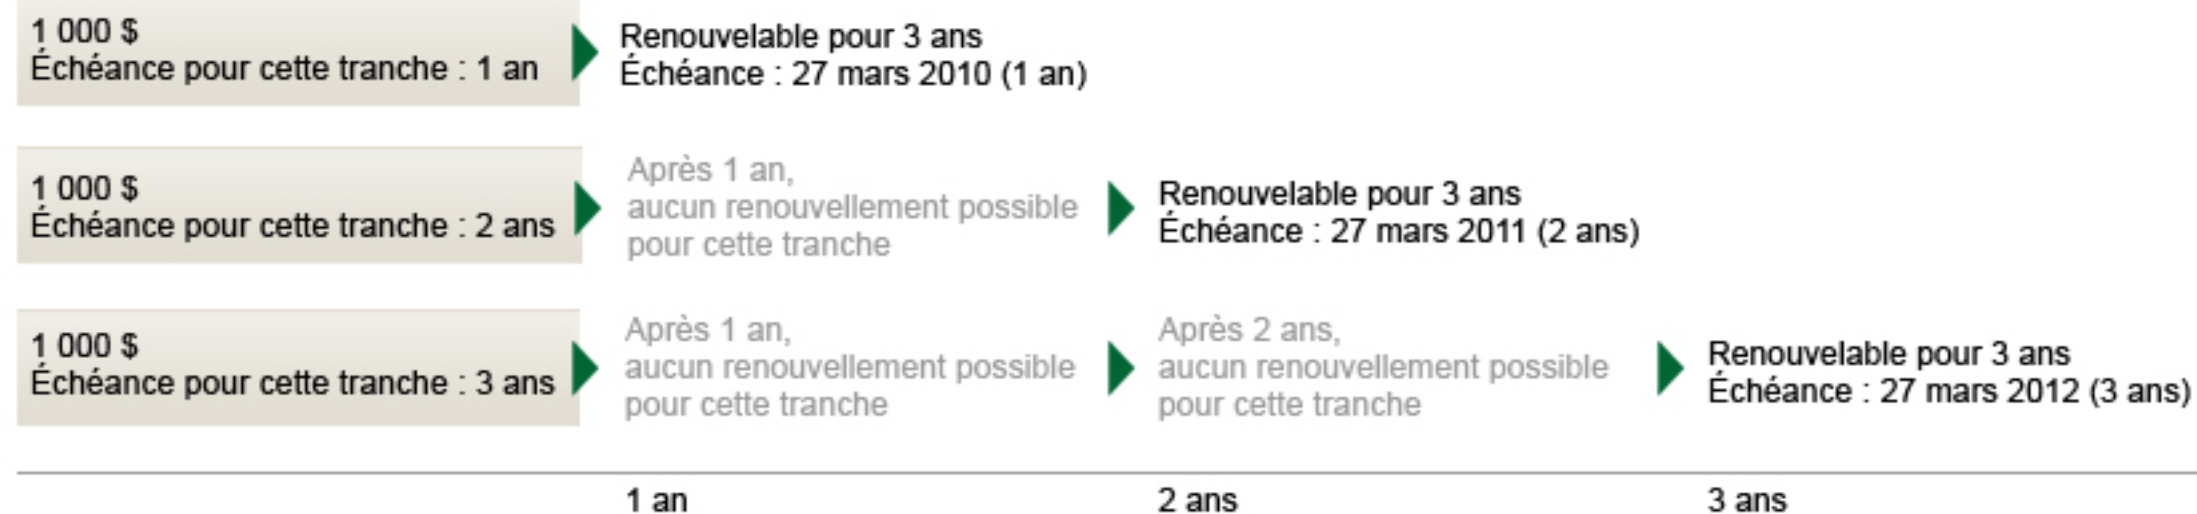 1 000 $
Échéance pour cette tranche : 1 an
Renouvelable pour 3 ans
Échéance : 27 mars 2010 (1 an)
1 000 $
Échéance pour cette tranche : 2 ans
Après 1 an,
aucun renouvellement possible
pour cette tranche
Renouvelable pour 3 ans
Échéance : 27 mars 2011 (2 ans)
1 000 $
Échéance pour cette tranche : 3 ans
Après 1 an,
aucun renouvellement possible
pour cette tranche
Après 2 ans,
aucun renouvellement possible
pour cette tranche
Renouvelable pour 3 ans
Échéance : 27 mars 2012 (3 ans)
1 an
2 ans
3 ans